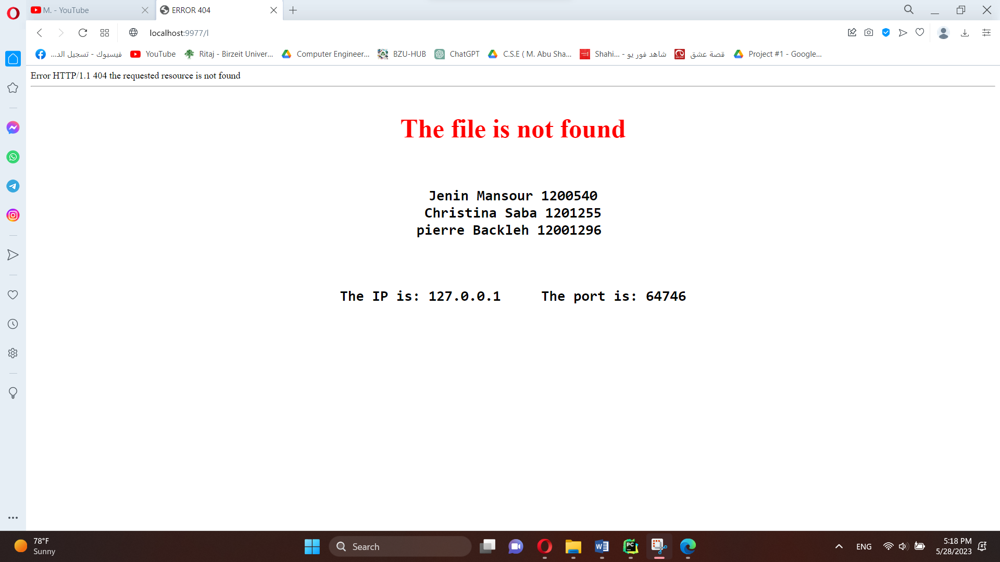 M. - YouTube
ERROR 404
localhost:9977/l
فيسبوك - تسجيل الد...
YouTube
Ritaj - Birzeit Univer...
Computer Engineer...
BZU-HUB
ChatGPT
C.S.E ( M. Abu Sha...
شاهد فور يو - Shahi...
قصة عشق
Project #1 - Google...
Error HTTP/1.1 404 the requested resource is not found
The file is not found
Jenin Mansour 1200540
Christina Saba 1201255
pierre Backleh 12001296
The IP is: 127.0.0.1 The port is: 64746
78°F
Sunny
Search
ENG
5:18 PM
5/28/2023